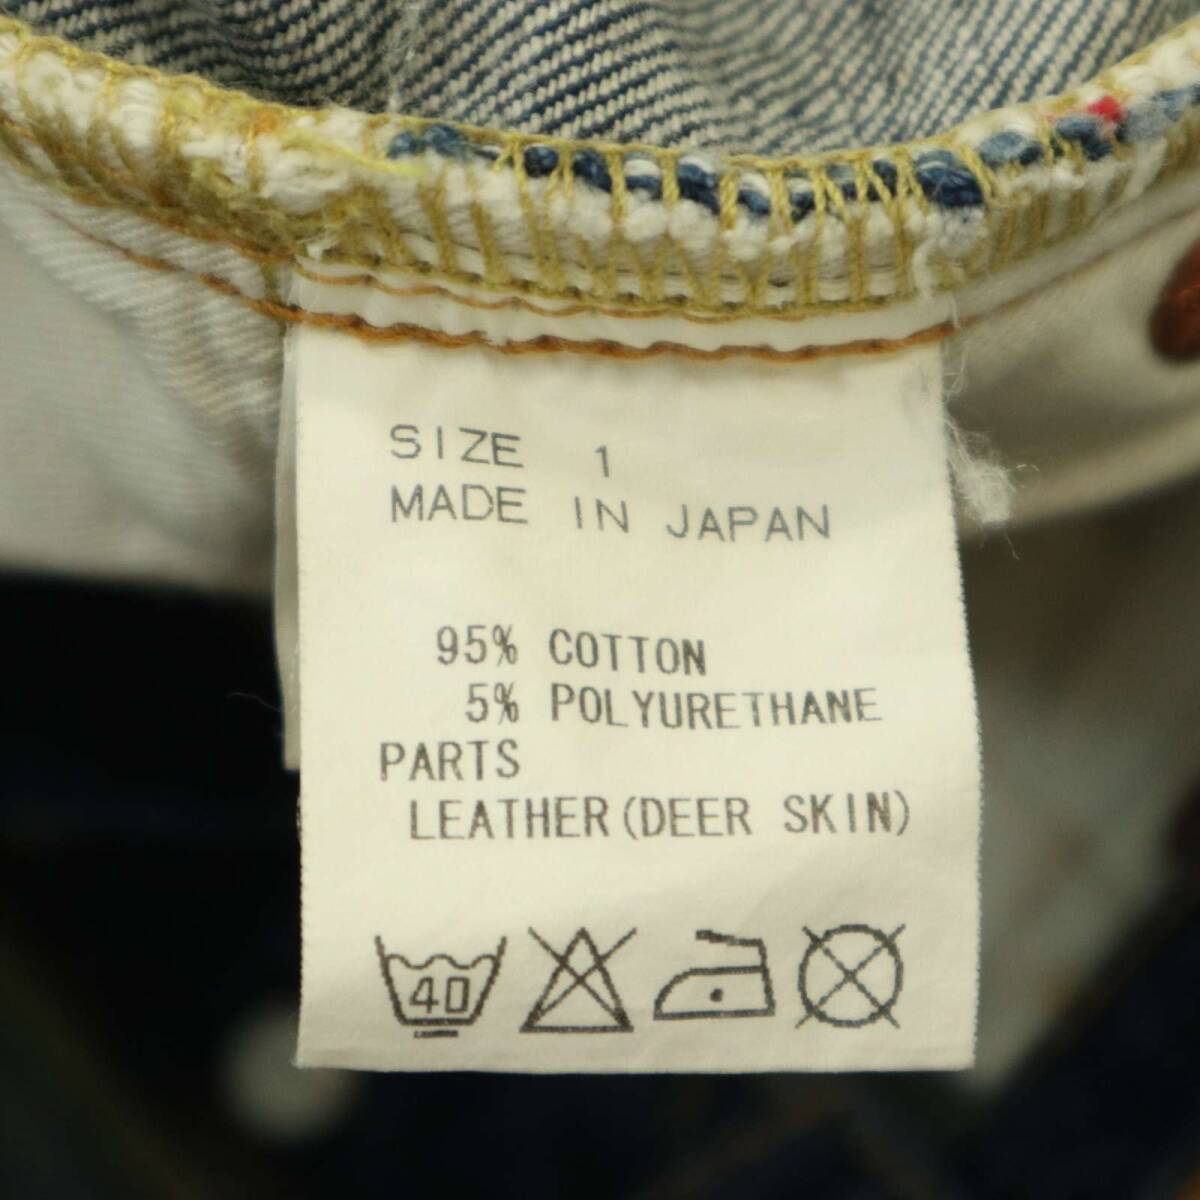 SIZE 1
MADE IN JAPAN
95% COTTON
5% POLYURETHANE
PARTS
LEATHER(DEER SKIN)
40